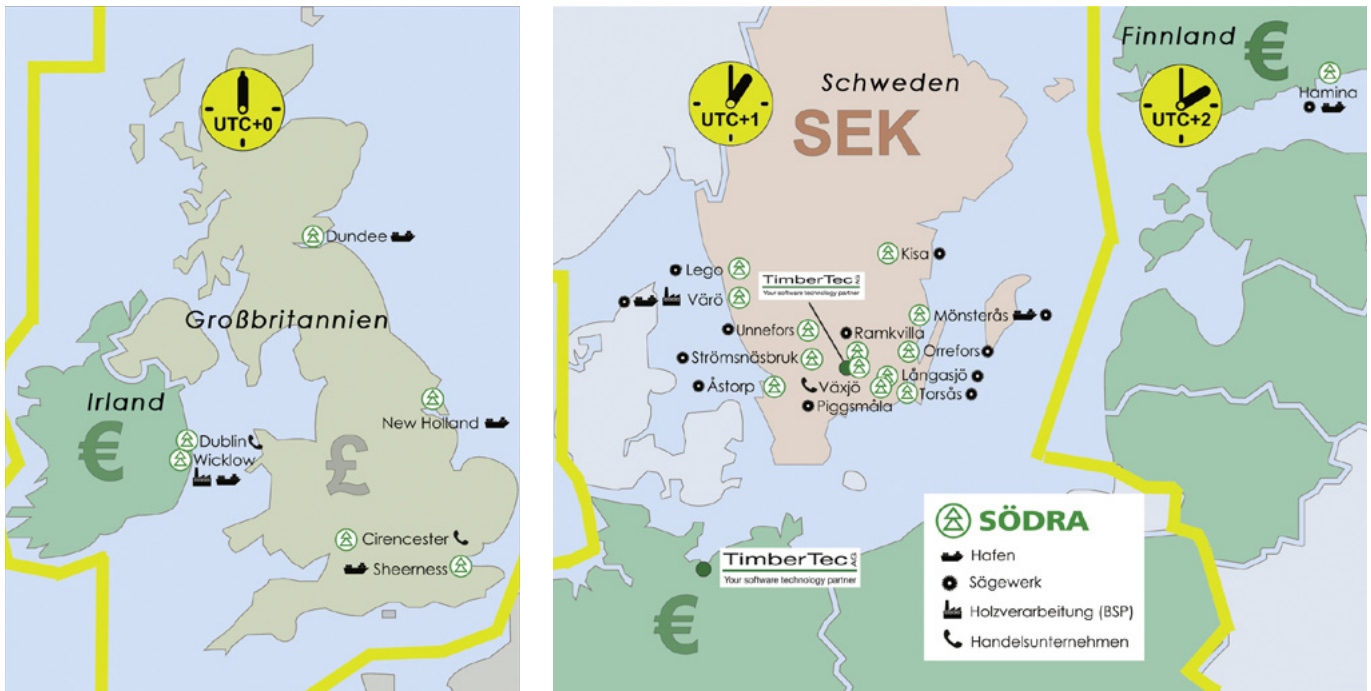 UTC+0
Dundee
Großbritannien
Irland
€
New Holland
Dublin
Wicklow
£
Cirencester
Sheerness
Finnland
€
Schweden
UTC+1
UTC+2
Hamina
SEK
Kisa
Lego
TimberTec AG
Your software technology partner
Värö
Mönsterås
Unnefors
Ramkvilla
Strömsnäsbruk
Orrefors
Långasjö
Åstorp
Växjö
Torsås
Piggsmåla
SÖDRA
Hafen
Sägewerk
Holzverarbeitung (BSP)
Handelsunternehmen
TimberTec AG
Your software technology partner
€